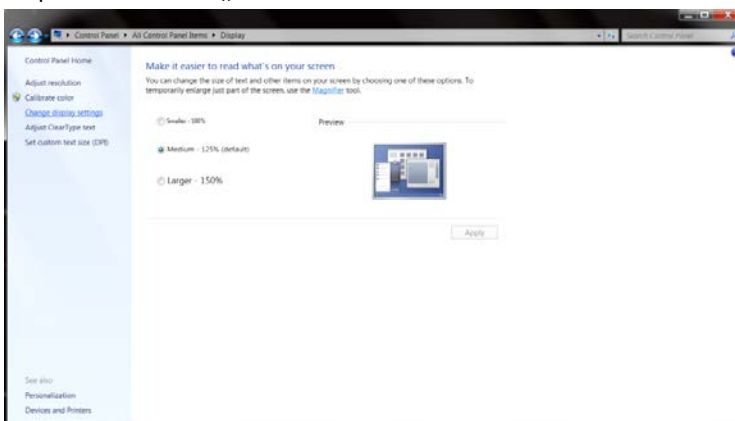 Control Panel ▸ All Control Panel Items ▸ Display
Search Control Panel
Control Panel Home
Adjust resolution
Calibrate color
Change display settings
Adjust ClearType text
Set custom text size (DPI)
See also
Personalization
Devices and Printers
Make it easier to read what's on your screen
You can change the size of text and other items on your screen by choosing one of these options. To
temporarily enlarge just part of the screen, use the Magnifier tool.
Smaller - 100%
Preview
Medium - 125% (default)
Larger - 150%
Apply